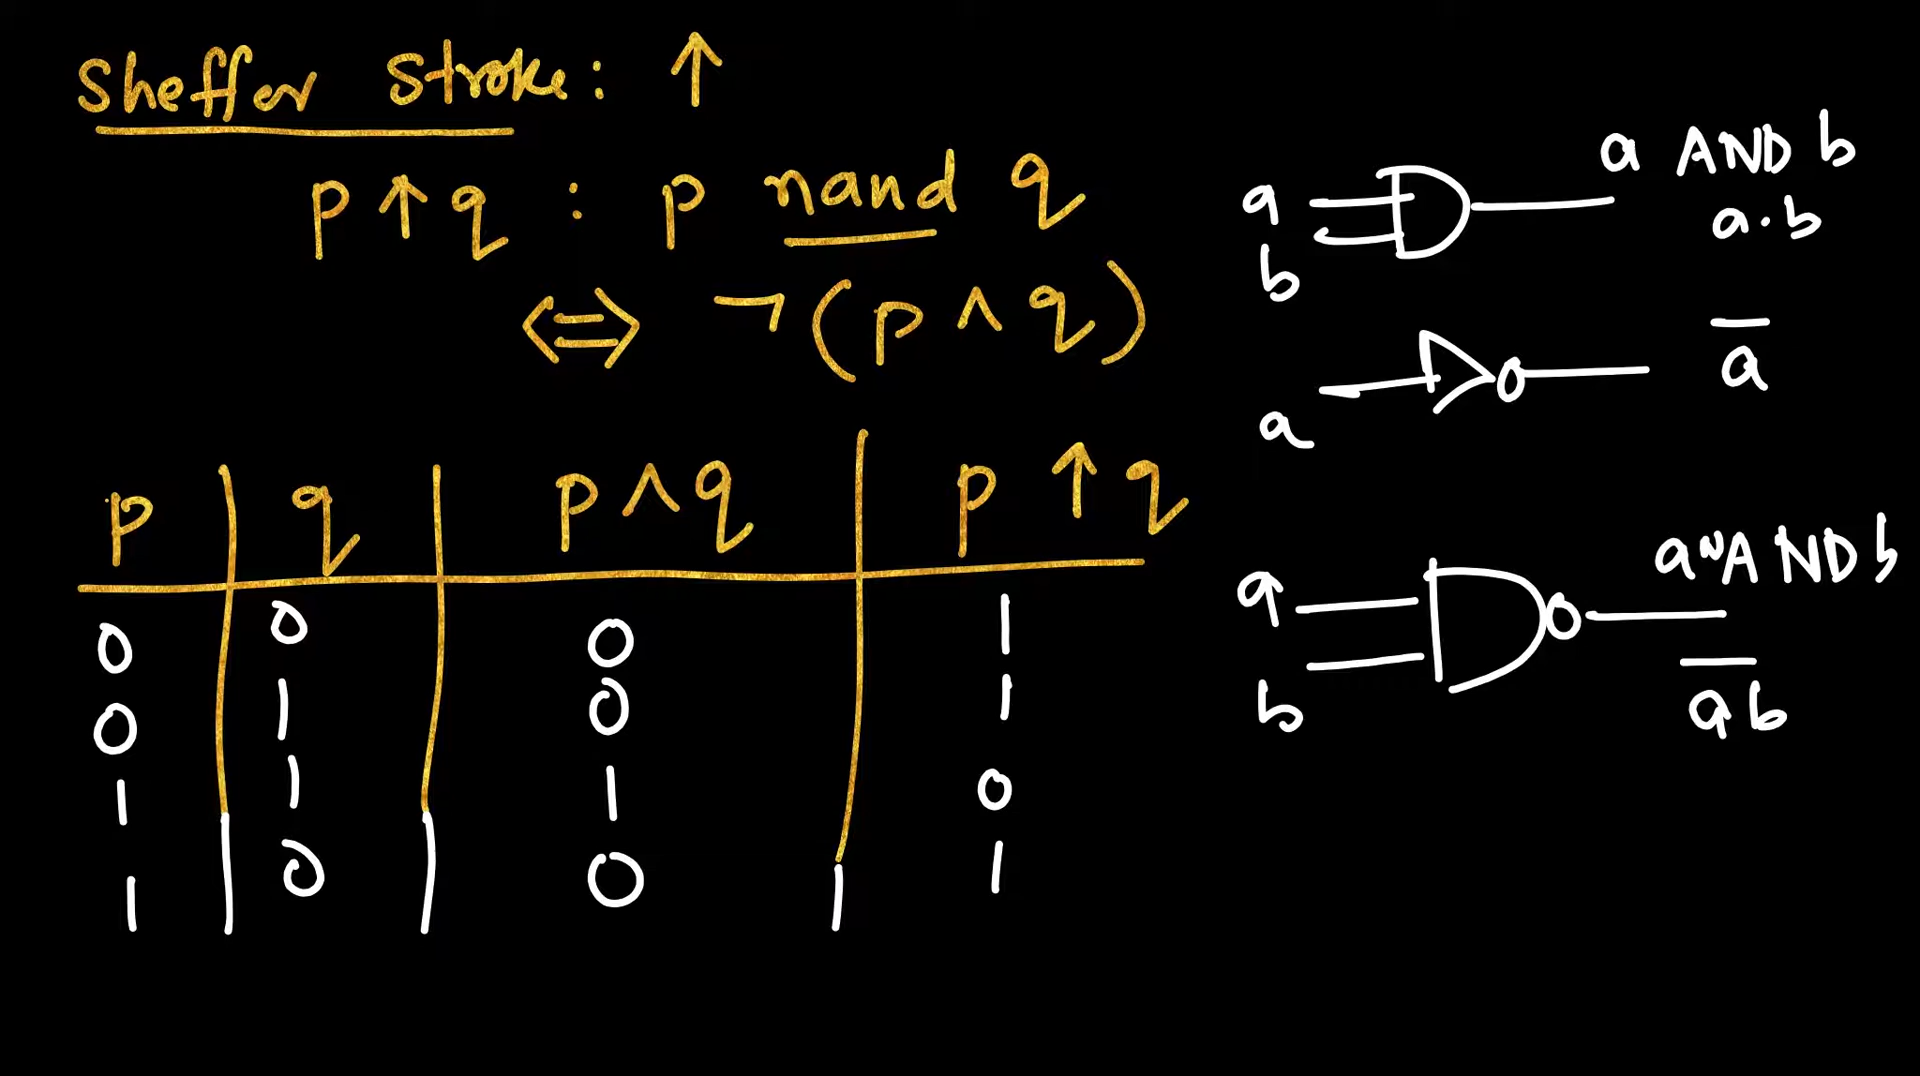 Sheffer Stroke: ↑
p ↑ q : p nand q
⇔ ¬(p ∧ q)
p q p ∧ q p ↑ q
0 0 0 1
0 1 0 1
1 1 1 0
1 0 0 1
a AND b
a
a·b
b
a̅
a
a NAND b
a
b
a̅b̅